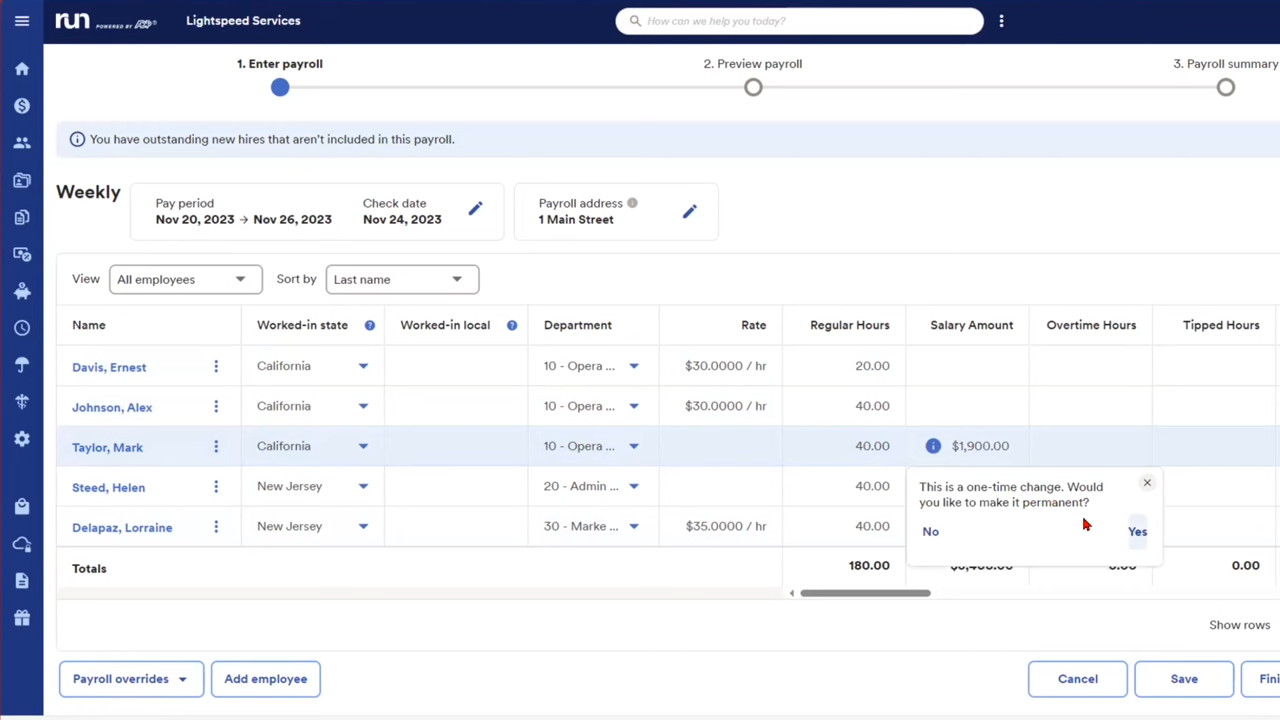 run POWERED BY ADP
Lightspeed Services
How can we help you today?
1. Enter payroll
2. Preview payroll
3. Payroll summary
You have outstanding new hires that aren't included in this payroll.
Weekly
Pay period
Nov 20, 2023 → Nov 26, 2023
Check date
Nov 24, 2023
Payroll address
1 Main Street
View All employees Sort by Last name
Name Worked-in state Worked-in local Department Rate Regular Hours Salary Amount Overtime Hours Tipped Hours
Davis, Ernest California 10 - Opera ... $30.0000 / hr 20.00
Johnson, Alex California 10 - Opera ... $30.0000 / hr 40.00
Taylor, Mark California 10 - Opera ... 40.00 $1,900.00
Steed, Helen New Jersey 20 - Admin ... 40.00
Delapaz, Lorraine New Jersey 30 - Marke ... $35.0000 / hr 40.00
This is a one-time change. Would
you like to make it permanent?
No Yes
Totals 180.00 0.00
Show rows
Payroll overrides Add employee Cancel Save Fini